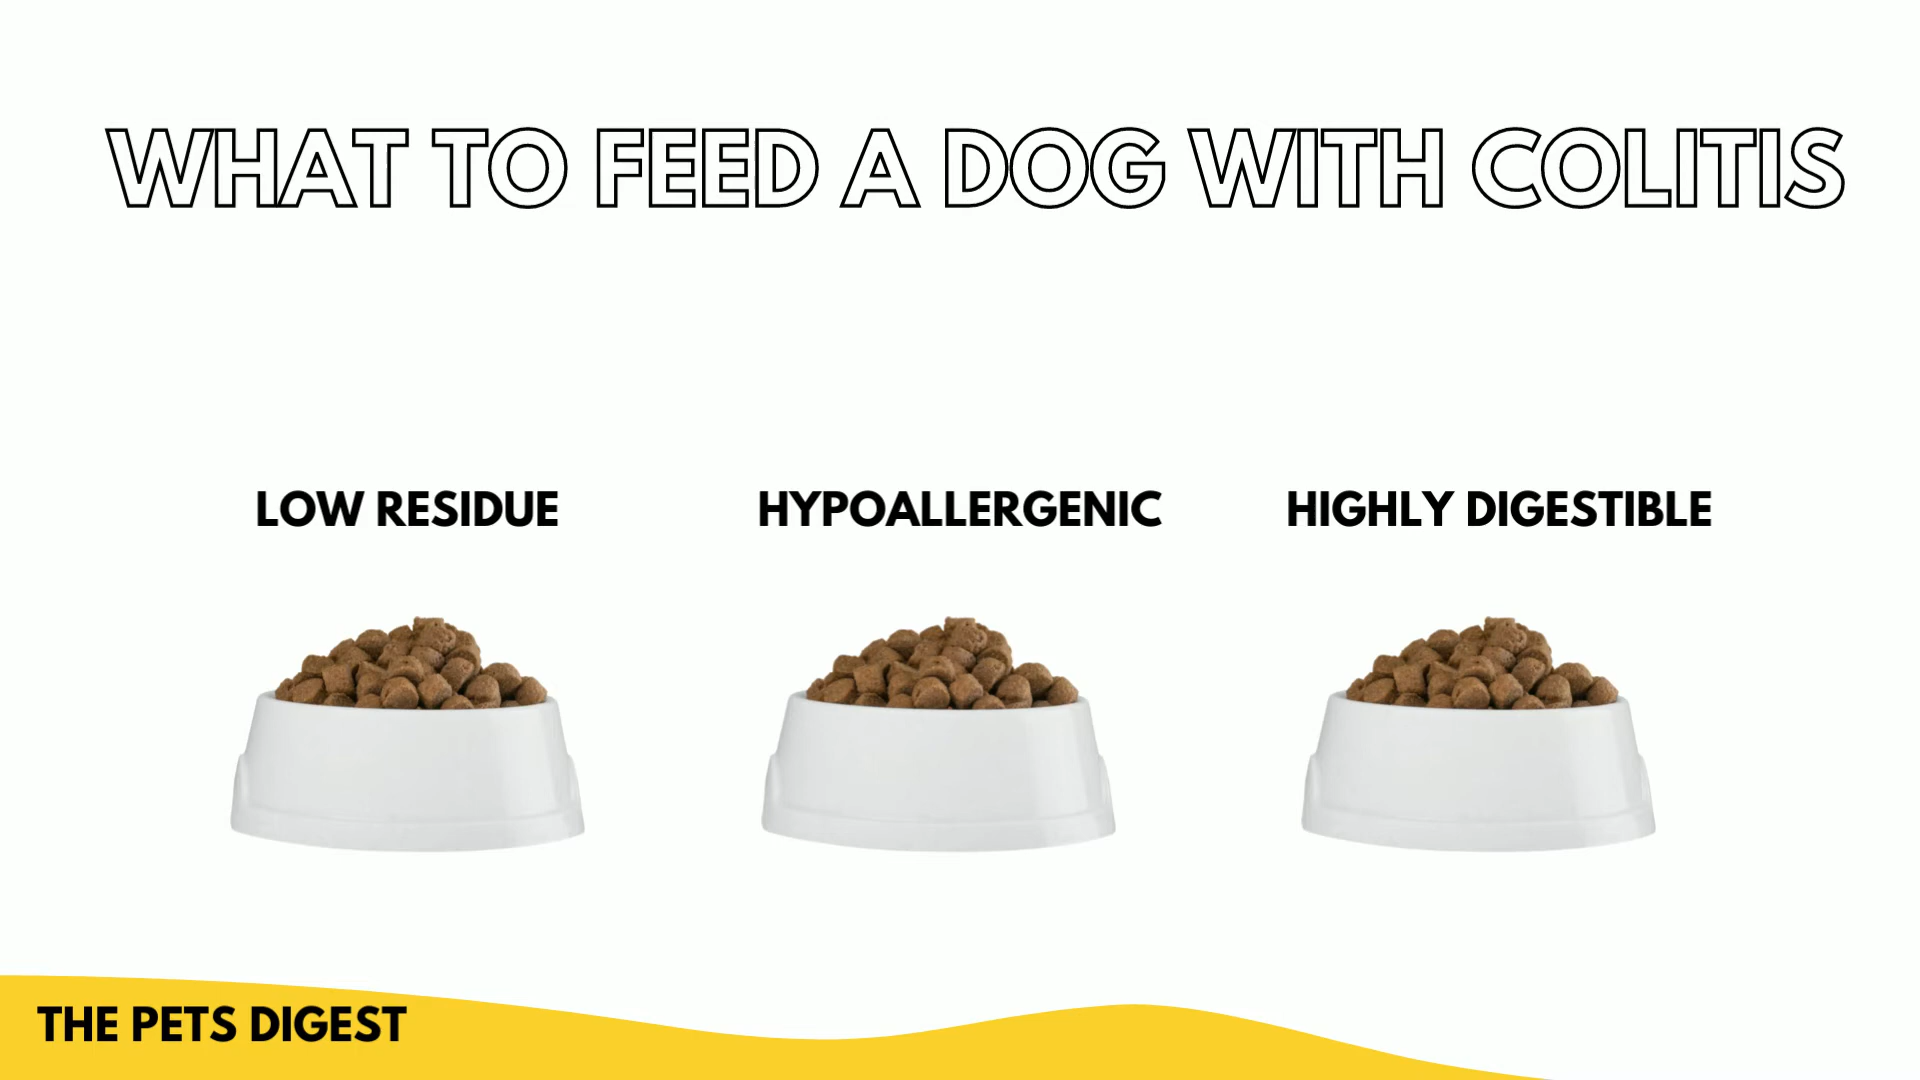 WHAT TO FEED A DOG WITH COLITIS
LOW RESIDUE
HYPOALLERGENIC
HIGHLY DIGESTIBLE
THE PETS DIGEST